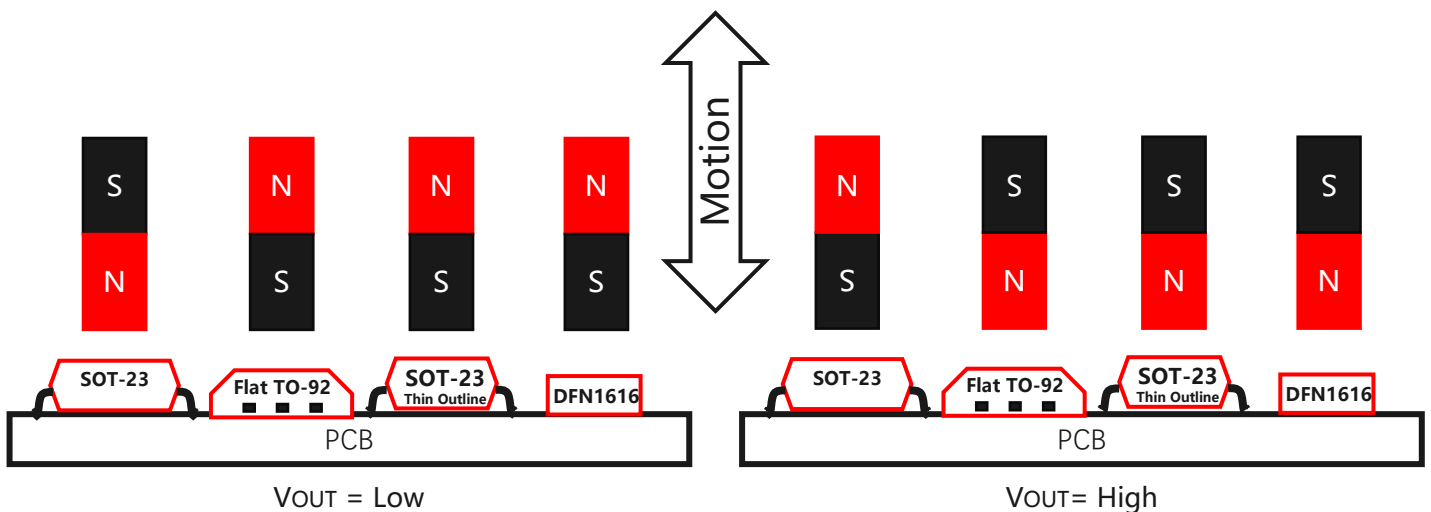 Motion
S N N N
N S S S
N S S S
S N N N
SOT-23
Flat TO-92
SOT-23
Thin Outline
DFN1616
SOT-23
Flat TO-92
SOT-23
Thin Outline
DFN1616
PCB
PCB
VOUT = Low
VOUT= High